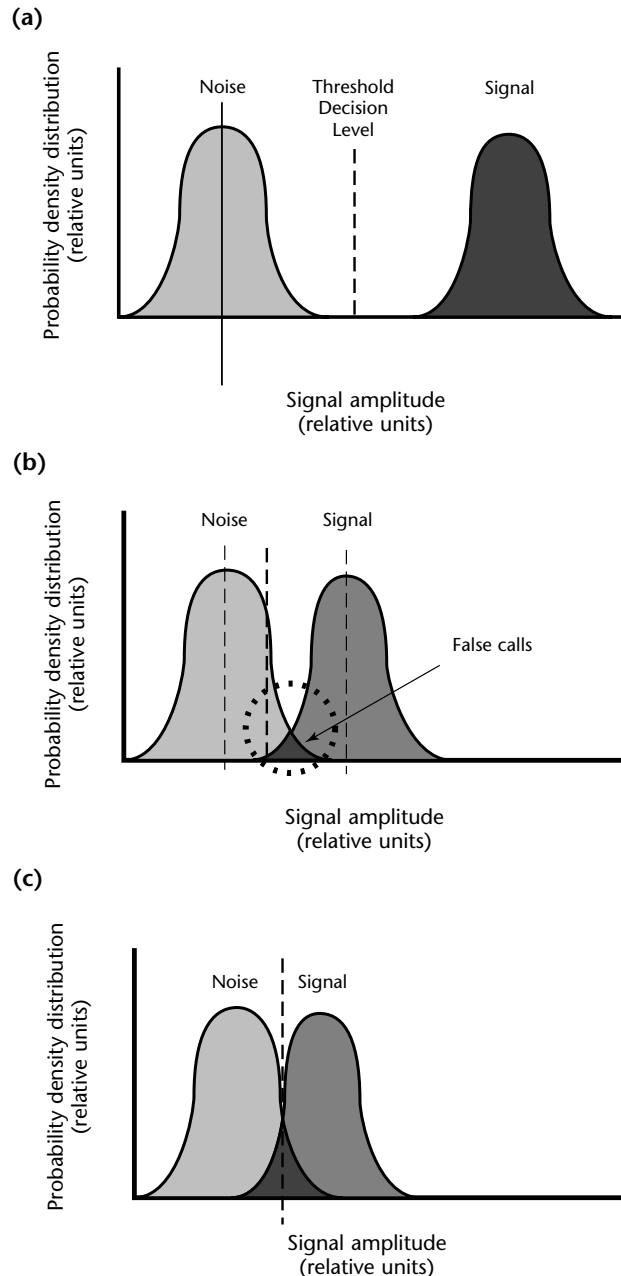 (a)
Probability density distribution
(relative units)
Noise
Threshold
Decision
Level
Signal
Signal amplitude
(relative units)
(b)
Probability density distribution
(relative units)
Noise
Signal
False calls
Signal amplitude
(relative units)
(c)
Probability density distribution
(relative units)
Noise
Signal
Signal amplitude
(relative units)